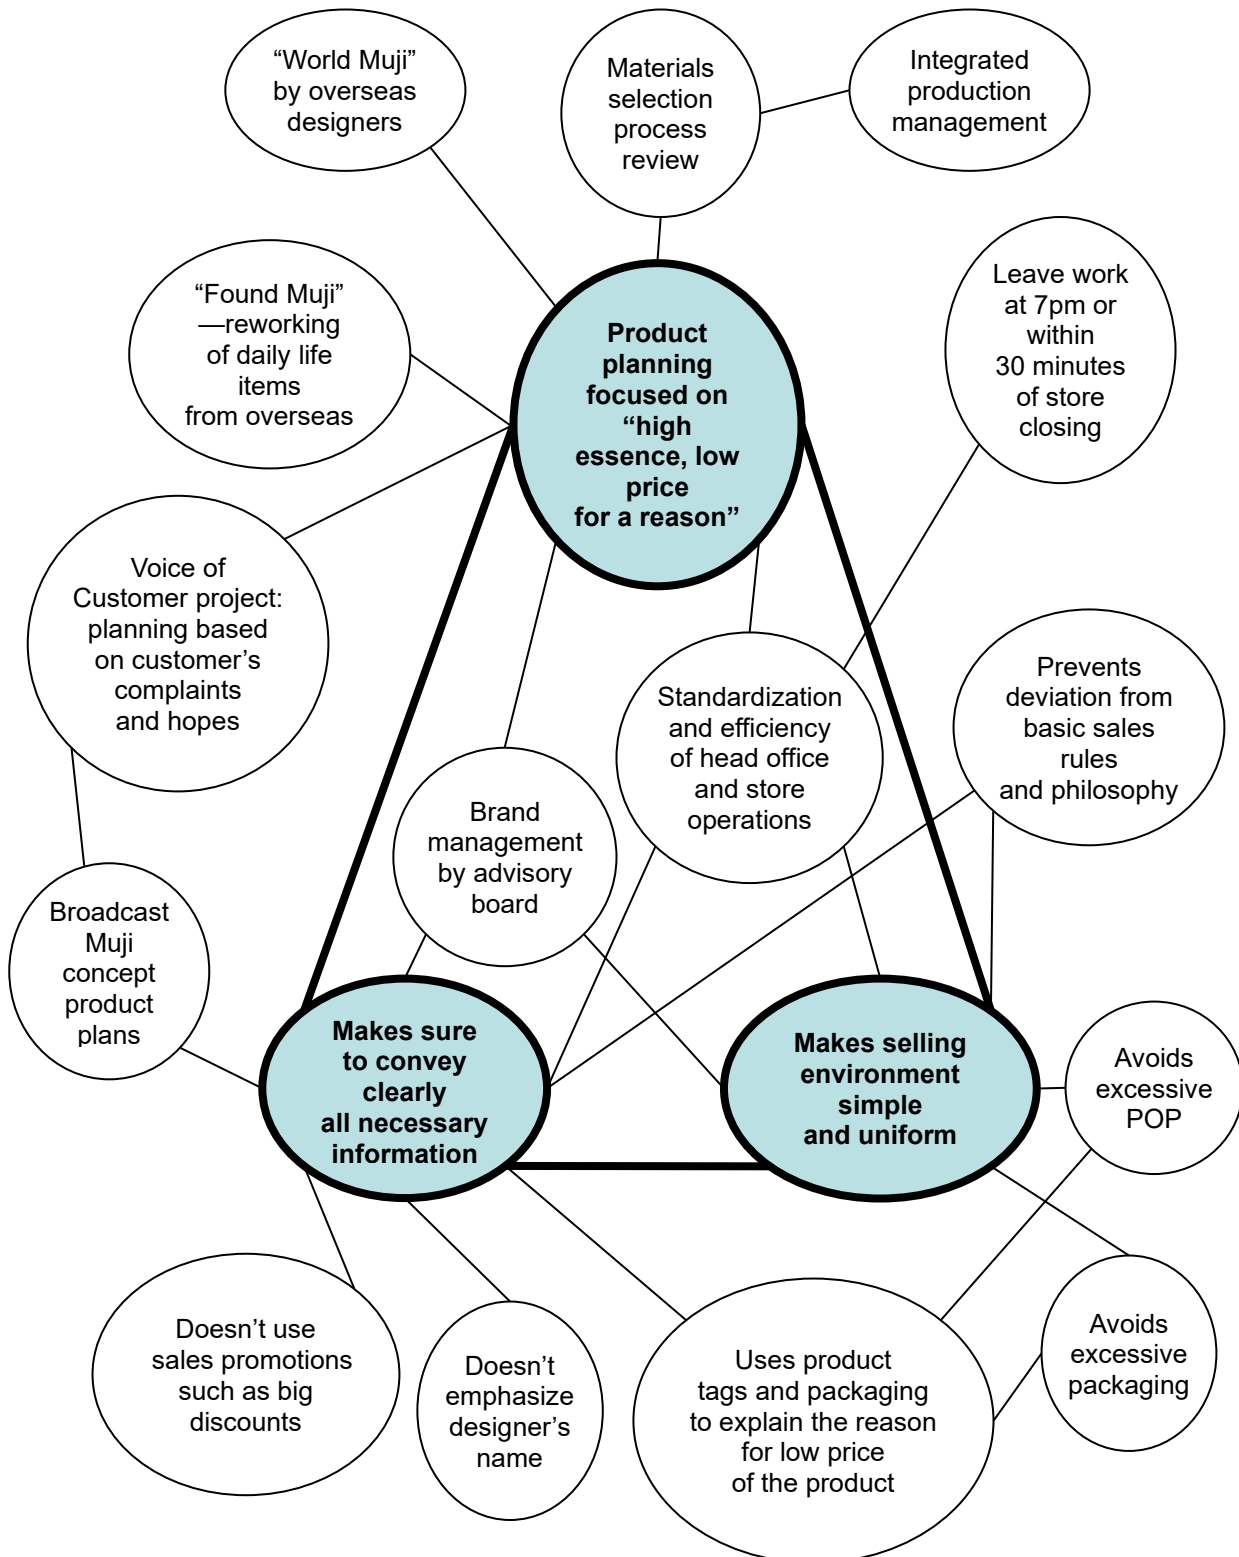 “World Muji”
by overseas
designers
Materials
selection
process
review
Integrated
production
management
“Found Muji”
—reworking
of daily life
items
from overseas
Product
planning
focused on
“high
essence, low
price
for a reason”
Leave work
at 7pm or
within
30 minutes
of store
closing
Voice of
Customer project:
planning based
on customer’s
complaints
and hopes
Standardization
and efficiency
of head office
and store
operations
Prevents
deviation from
basic sales
rules
and philosophy
Brand
management
by advisory
board
Broadcast
Muji
concept
product
plans
Makes sure
to convey
clearly
all necessary
information
Makes selling
environment
simple
and uniform
Avoids
excessive
POP
Doesn’t use
sales promotions
such as big
discounts
Doesn’t
emphasize
designer’s
name
Uses product
tags and packaging
to explain the reason
for low price
of the product
Avoids
excessive
packaging